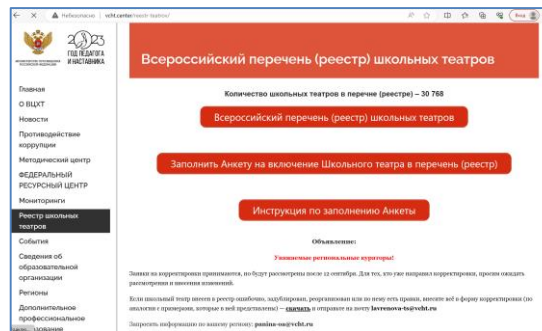 Небезопасно | vcht.center/reestr-teatrov/
Вход
2023
ГОД ПЕДАГОГА
И НАСТАВНИКА
Главная
О ВЦХТ
Новости
Противодействие
коррупции
Методический центр
ФЕДЕРАЛЬНЫЙ
РЕСУРСНЫЙ ЦЕНТР
Мониторинги
Реестр школьных
театров
События
Сведения об
образовательной
организации
Регионы
Дополнительное
профессиональное
образование
Всероссийский перечень (реестр) школьных театров
Количество школьных театров в перечне (реестре) – 30 768
Всероссийский перечень (реестр) школьных театров
Заполнить Анкету на включение Школьного театра в перечень (реестр)
Инструкция по заполнению Анкеты
Объявление:
Уважаемые региональные кураторы!
Заявки на корректировки принимаются, но будут рассмотрены после 12 сентября. Для тех, кто уже направил корректировки, просим ожидать
рассмотрения и внесения изменений.
Если школьный театр внесен в реестр ошибочно, задублирован, реорганизован или по нему есть правки, внесите всё в форму корректировки (по
аналогии с примерами, которые в ней представлены) – скачать и отправьте на почту lavrenova-ts@vcht.ru
Запросить информацию по вашему региону: panina-oa@vcht.ru